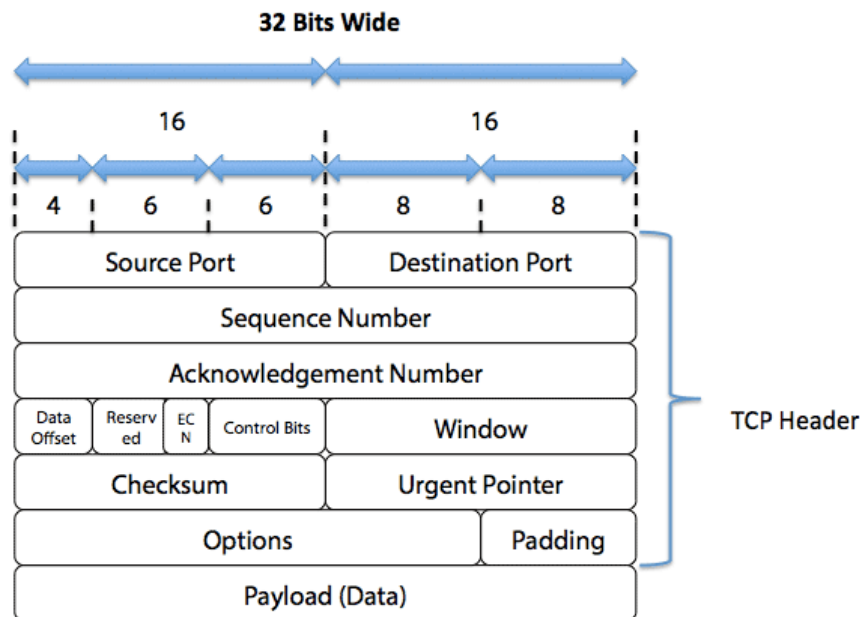 32 Bits Wide
16 16
4 6 6 8 8
Source Port Destination Port
Sequence Number
Acknowledgement Number
Data Offset Reserv ed EC N Control Bits Window
TCP Header
Checksum Urgent Pointer
Options Padding
Payload (Data)